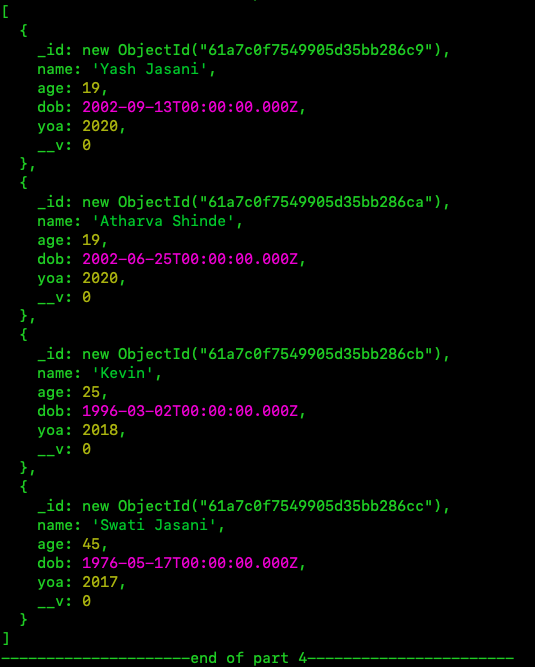 [
  {
    _id: new ObjectId("61a7c0f7549905d35bb286c9"),
    name: 'Yash Jasani',
    age: 19,
    dob: 2002-09-13T00:00:00.000Z,
    yoa: 2020,
    __v: 0
  },
  {
    _id: new ObjectId("61a7c0f7549905d35bb286ca"),
    name: 'Atharva Shinde',
    age: 19,
    dob: 2002-06-25T00:00:00.000Z,
    yoa: 2020,
    __v: 0
  },
  {
    _id: new ObjectId("61a7c0f7549905d35bb286cb"),
    name: 'Kevin',
    age: 25,
    dob: 1996-03-02T00:00:00.000Z,
    yoa: 2018,
    __v: 0
  },
  {
    _id: new ObjectId("61a7c0f7549905d35bb286cc"),
    name: 'Swati Jasani',
    age: 45,
    dob: 1976-05-17T00:00:00.000Z,
    yoa: 2017,
    __v: 0
  }
]
---------------------end of part 4-----------------------